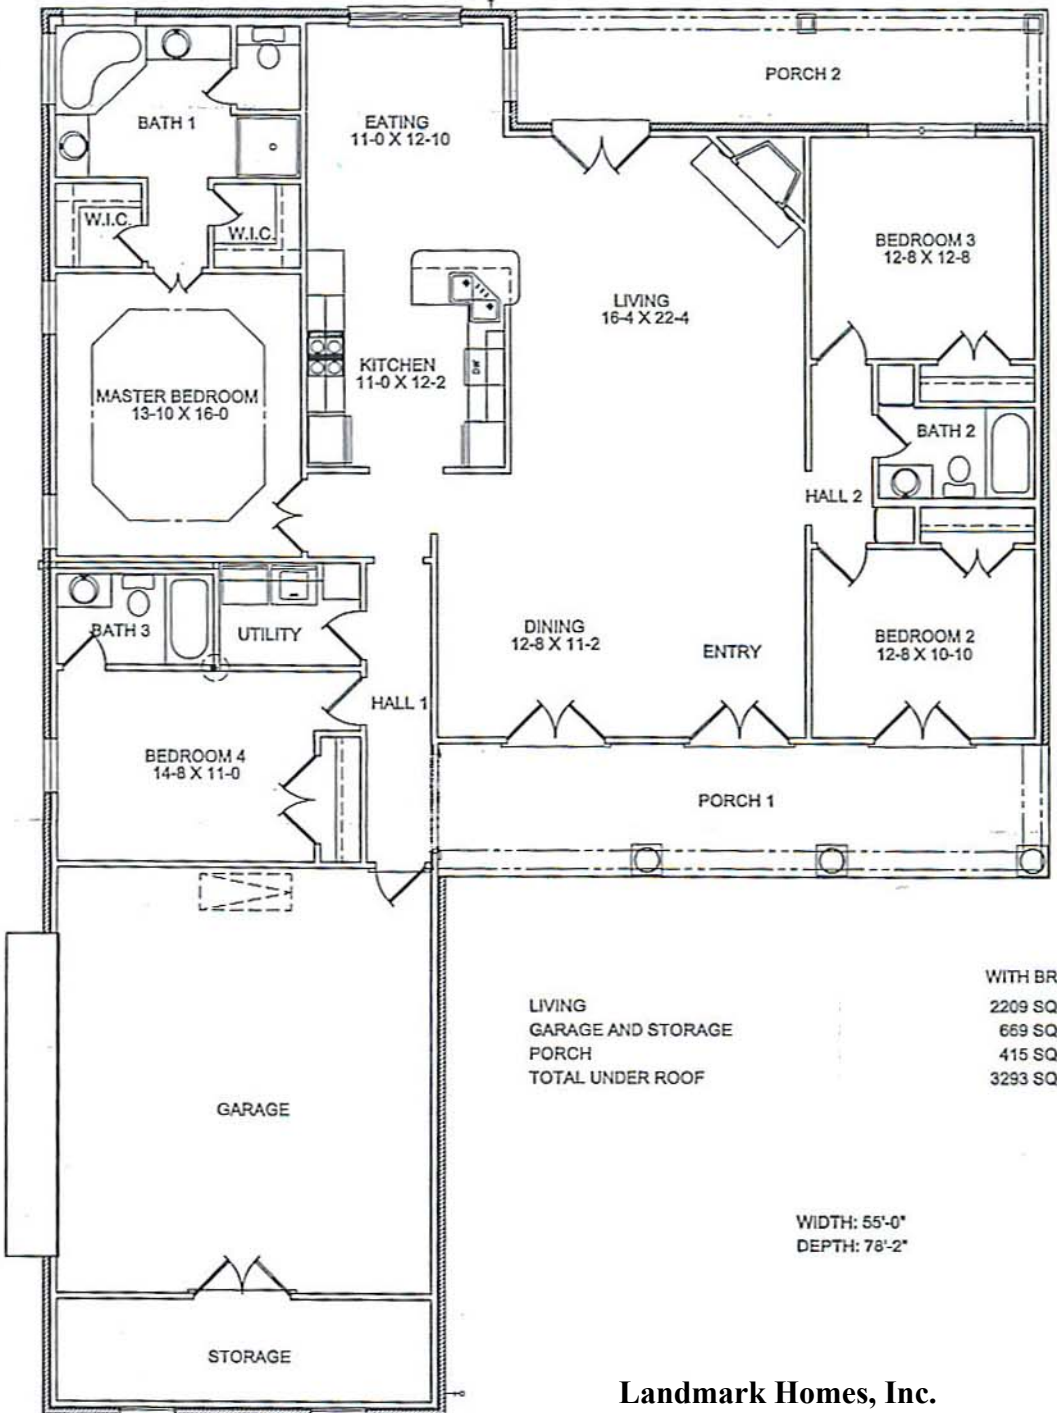 PORCH 2
BATH 1
EATING
11-0 X 12-10
W.I.C.
W.I.C.
BEDROOM 3
12-8 X 12-8
LIVING
16-4 X 22-4
KITCHEN
11-0 X 12-2
DW
MASTER BEDROOM
13-10 X 16-0
BATH 2
HALL 2
BATH 3
UTILITY
DINING
12-8 X 11-2
ENTRY
BEDROOM 2
12-8 X 10-10
HALL 1
BEDROOM 4
14-8 X 11-0
PORCH 1
WITH BR
LIVING 2209 SQ
GARAGE AND STORAGE 669 SQ
PORCH 415 SQ
TOTAL UNDER ROOF 3293 SQ
GARAGE
WIDTH: 55'-0"
DEPTH: 78'-2"
STORAGE
Landmark Homes, Inc.